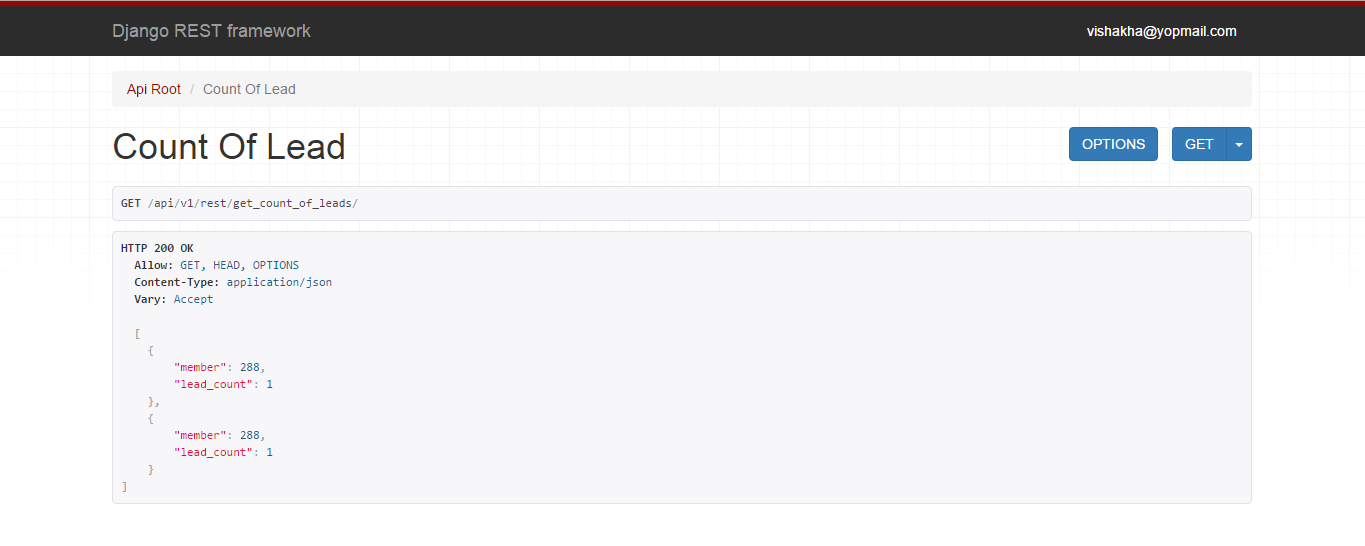 Django REST framework
vishakha@yopmail.com
Api Root / Count Of Lead
Count Of Lead
OPTIONS
GET
GET /api/v1/rest/get_count_of_leads/
HTTP 200 OK
Allow: GET, HEAD, OPTIONS
Content-Type: application/json
Vary: Accept
[
{
"member": 288,
"lead_count": 1
},
{
"member": 288,
"lead_count": 1
}
]